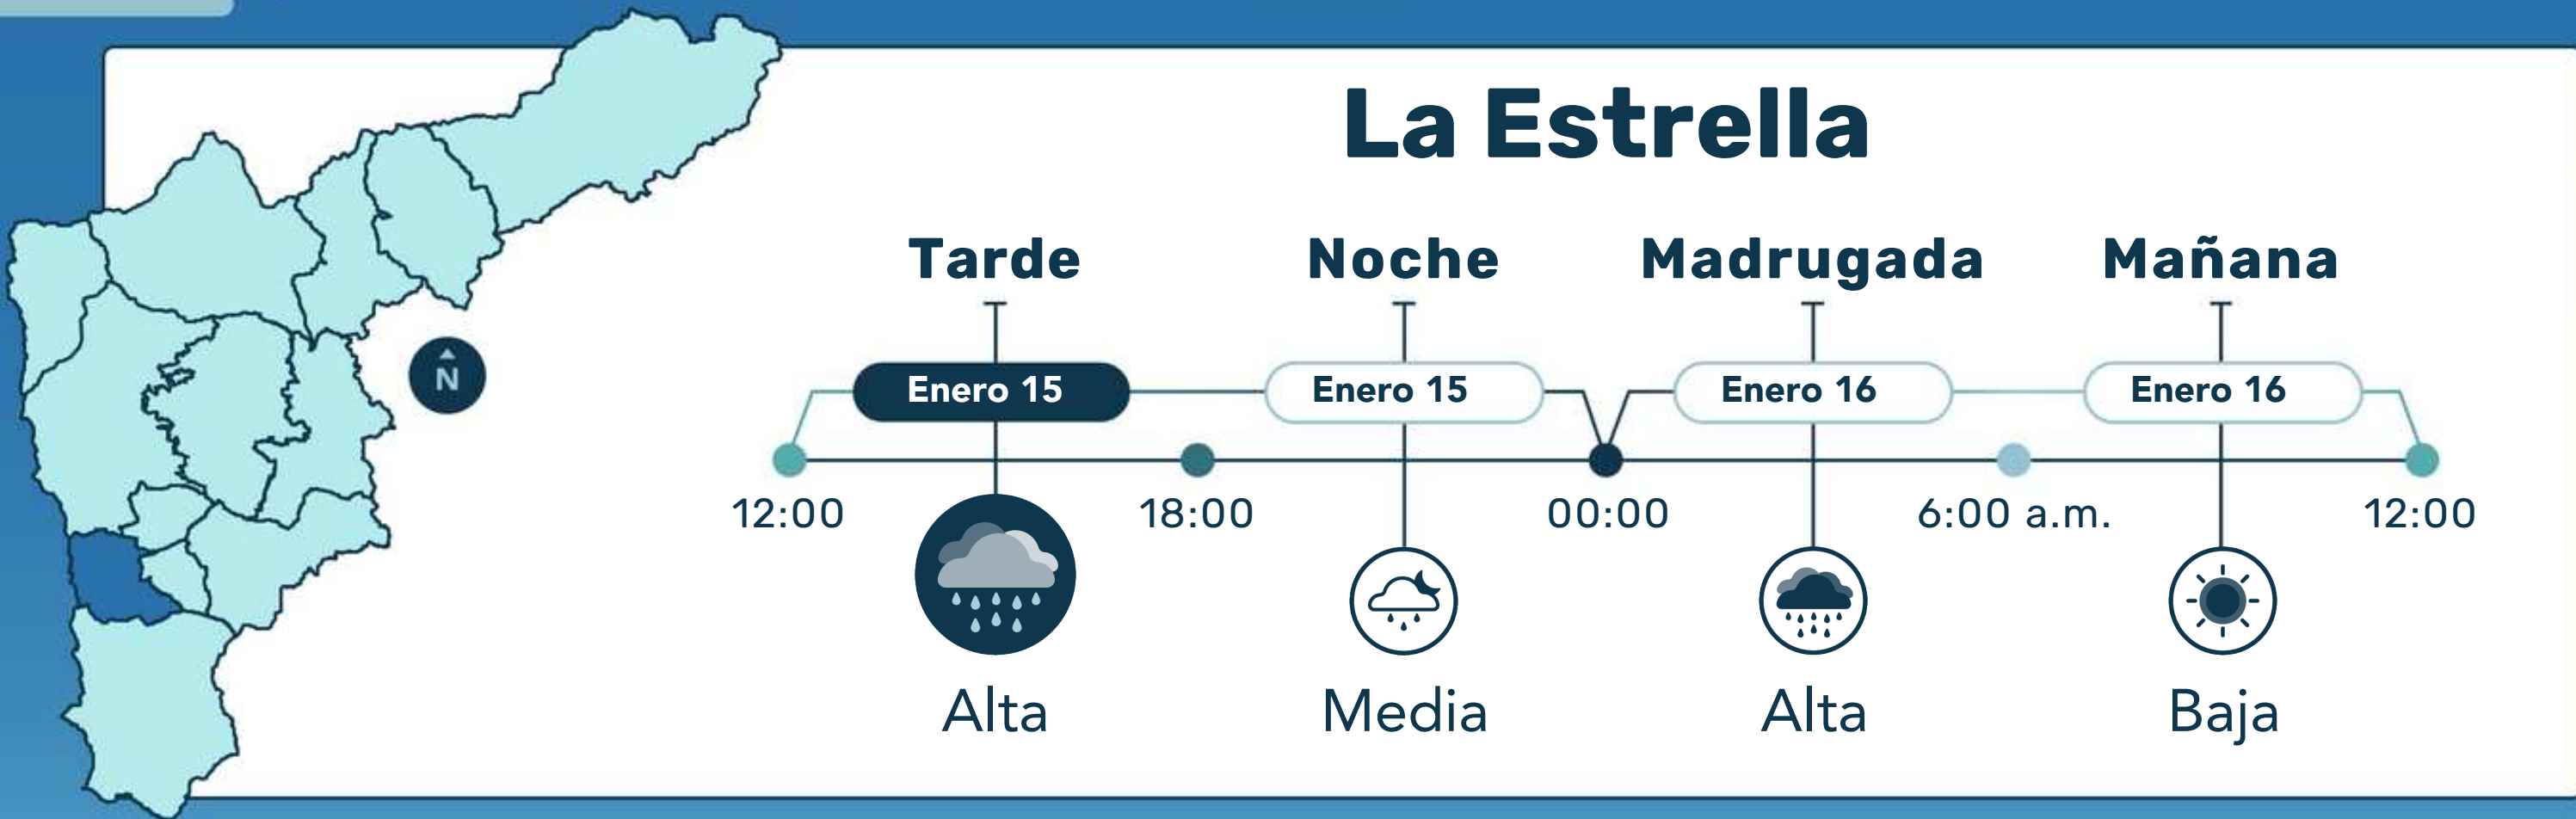 La Estrella
Tarde Noche Madrugada Mañana
Enero 15 Enero 15 Enero 16 Enero 16
N
12:00 18:00 00:00 6:00 a.m. 12:00
Alta Media Alta Baja